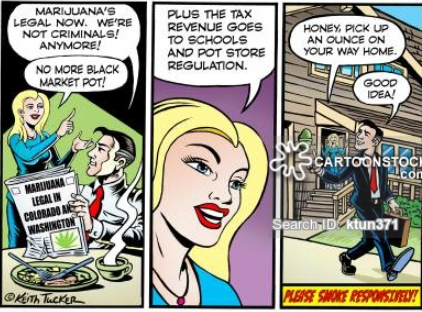 MARIJUANA'S
LEGAL NOW. WE'RE
NOT CRIMINALS!
ANYMORE!
NO MORE BLACK
MARKET POT!
MARIJUANA
LEGAL IN
COLORADO AN
WASHINGTON
©KEITH TUCKER
PLUS THE TAX
REVENUE GOES
TO SCHOOLS
AND POT STORE
REGULATION.
HONEY, PICK UP
AN OUNCE ON
YOUR WAY HOME.
GOOD
IDEA!
CARTOONSTOCK
.com
Search ID: ktun371
PLEASE SMOKE RESPONSIBLY!